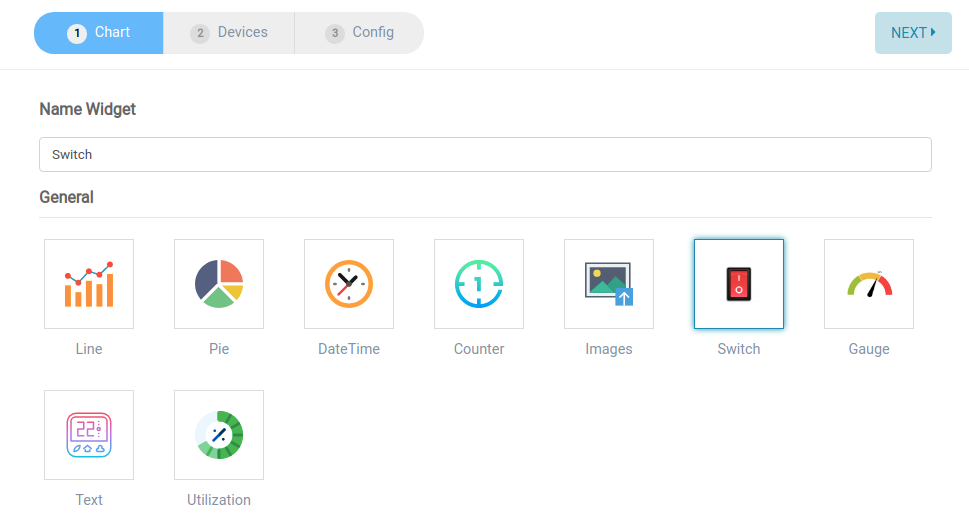 1 Chart 2 Devices 3 Config NEXT
Name Widget
Switch
General
Line Pie DateTime Counter Images Switch Gauge
22°
Text Utilization